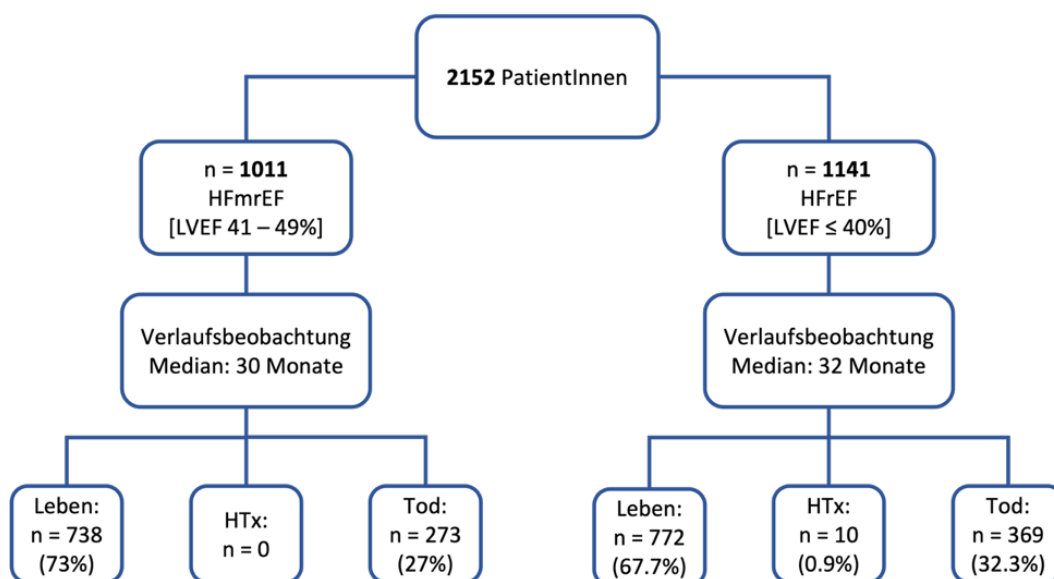 2152 PatientInnen
n = 1011
HFmrEF
[LVEF 41 – 49%]
n = 1141
HFrEF
[LVEF ≤ 40%]
Verlaufsbeobachtung
Median: 30 Monate
Verlaufsbeobachtung
Median: 32 Monate
Leben:
n = 738
(73%)
HTx:
n = 0
Tod:
n = 273
(27%)
Leben:
n = 772
(67.7%)
HTx:
n = 10
(0.9%)
Tod:
n = 369
(32.3%)